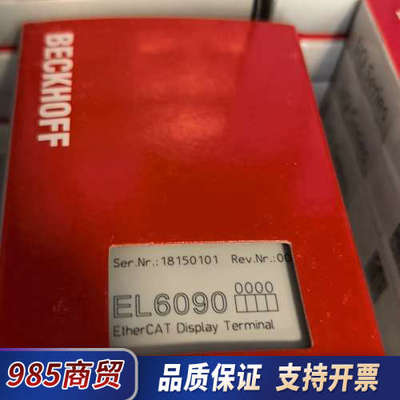 BECKHOFF
Ser.Nr.: 18150101 Rev.Nr.:00
0000
EL6090
EtherCAT Display Terminal
985商贸 品质保证 支持开票